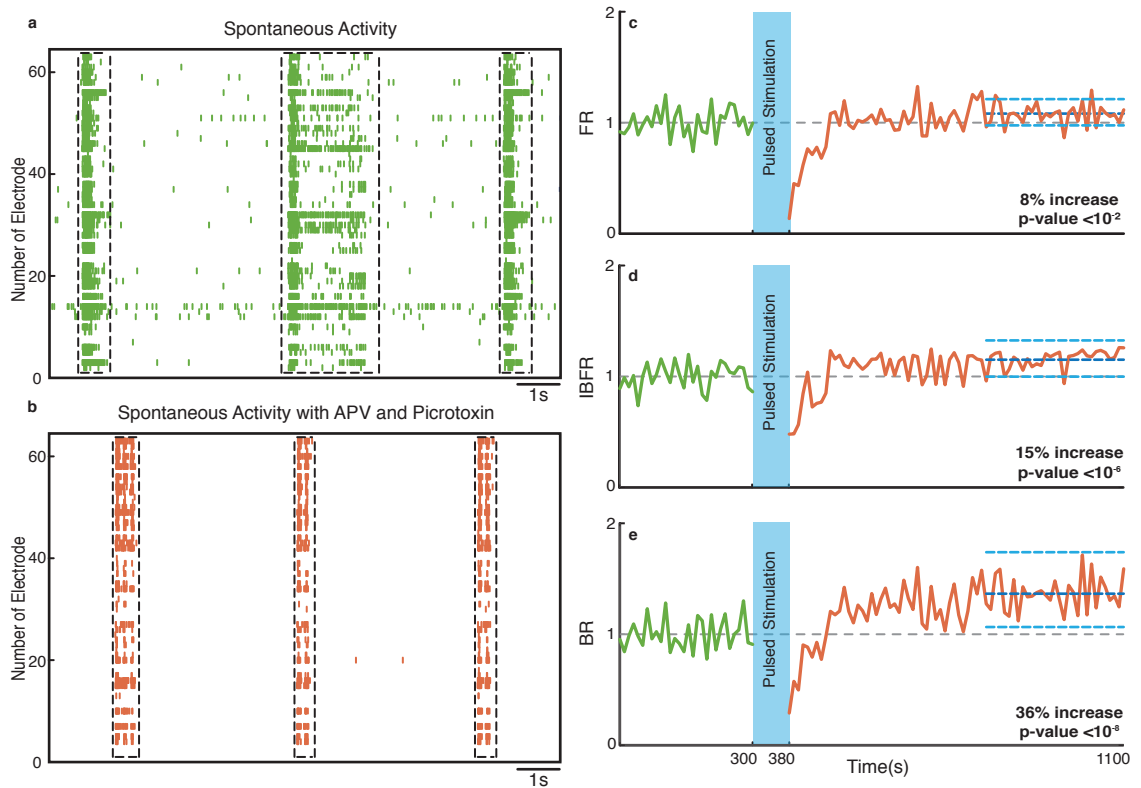 a
Spontaneous Activity
60
40
20
0
Number of Electrode
1s
b
Spontaneous Activity with APV and Picrotoxin
60
40
20
0
Number of Electrode
1s
c
2
1
0
FR
Pulsed Stimulation
8% increase
p-value <10-2
d
2
1
0
IBFR
Pulsed Stimulation
15% increase
p-value <10-6
e
2
1
0
BR
Pulsed Stimulation
36% increase
p-value <10-8
300 380 1100
Time(s)